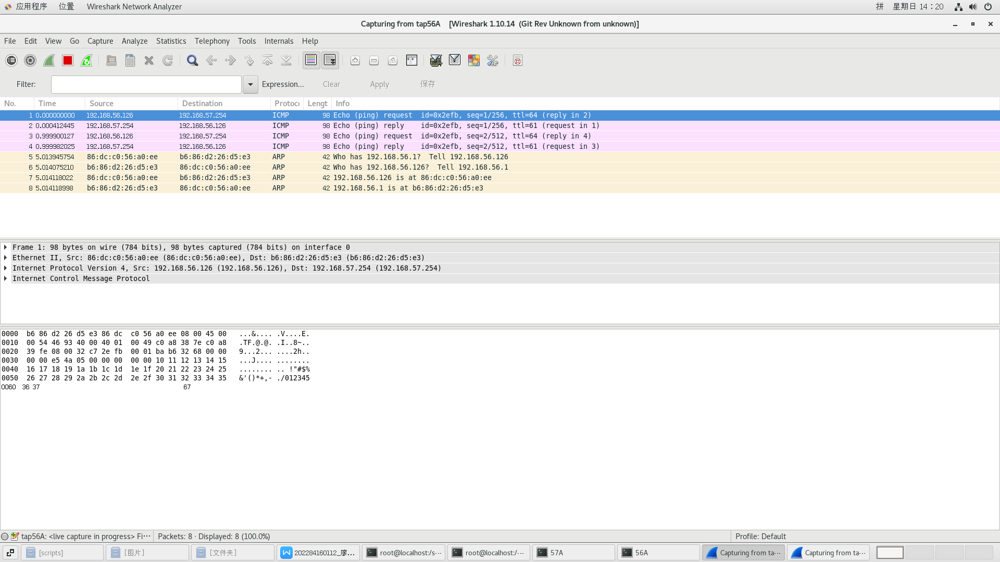 应用程序 位置 Wireshark Network Analyzer 拼 星期日 14:20
Capturing from tap56A [Wireshark 1.10.14 (Git Rev Unknown from unknown)]
File Edit View Go Capture Analyze Statistics Telephony Tools Internals Help
Filter: Expression... Clear Apply 保存
No. Time Source Destination Protoc Lengt Info
1 0.000000000 192.168.56.126 192.168.57.254 ICMP 98 Echo (ping) request id=0x2efb, seq=1/256, ttl=64 (reply in 2)
2 0.000412445 192.168.57.254 192.168.56.126 ICMP 98 Echo (ping) reply id=0x2efb, seq=1/256, ttl=61 (request in 1)
3 0.999900127 192.168.56.126 192.168.57.254 ICMP 98 Echo (ping) request id=0x2efb, seq=2/512, ttl=64 (reply in 4)
4 0.999982025 192.168.57.254 192.168.56.126 ICMP 98 Echo (ping) reply id=0x2efb, seq=2/512, ttl=61 (request in 3)
5 5.013945754 86:dc:c0:56:a0:ee b6:86:d2:26:d5:e3 ARP 42 Who has 192.168.56.1? Tell 192.168.56.126
6 5.014075210 b6:86:d2:26:d5:e3 86:dc:c0:56:a0:ee ARP 42 Who has 192.168.56.126? Tell 192.168.56.1
7 5.014118022 86:dc:c0:56:a0:ee b6:86:d2:26:d5:e3 ARP 42 192.168.56.126 is at 86:dc:c0:56:a0:ee
8 5.014118998 b6:86:d2:26:d5:e3 86:dc:c0:56:a0:ee ARP 42 192.168.56.1 is at b6:86:d2:26:d5:e3
Frame 1: 98 bytes on wire (784 bits), 98 bytes captured (784 bits) on interface 0
Ethernet II, Src: 86:dc:c0:56:a0:ee (86:dc:c0:56:a0:ee), Dst: b6:86:d2:26:d5:e3 (b6:86:d2:26:d5:e3)
Internet Protocol Version 4, Src: 192.168.56.126 (192.168.56.126), Dst: 192.168.57.254 (192.168.57.254)
Internet Control Message Protocol
0000 b6 86 d2 26 d5 e3 86 dc c0 56 a0 ee 08 00 45 00 ...&.... .V....E.
0010 00 54 46 93 40 00 40 01 00 49 c0 a8 38 7e c0 a8 .TF.@.@. .I..8~..
0020 39 fe 08 00 32 c7 2e fb 00 01 ba b6 32 68 00 00 9...2... ....2h..
0030 00 00 e5 4a 05 00 00 00 00 00 10 11 12 13 14 15 ...J.... ........
0040 16 17 18 19 1a 1b 1c 1d 1e 1f 20 21 22 23 24 25 ........ .. !"#$%
0050 26 27 28 29 2a 2b 2c 2d 2e 2f 30 31 32 33 34 35 &'()*+,- ./012345
0060 36 37 67
tap56A: <live capture in progress> Fi··· Packets: 8 · Displayed: 8 (100.0%) Profile: Default
[scripts] [图片] [文件夹] 202284160112_廖... root@localhost:/s··· root@localhost:/··· 57A 56A Capturing from ta··· Capturing from ta···